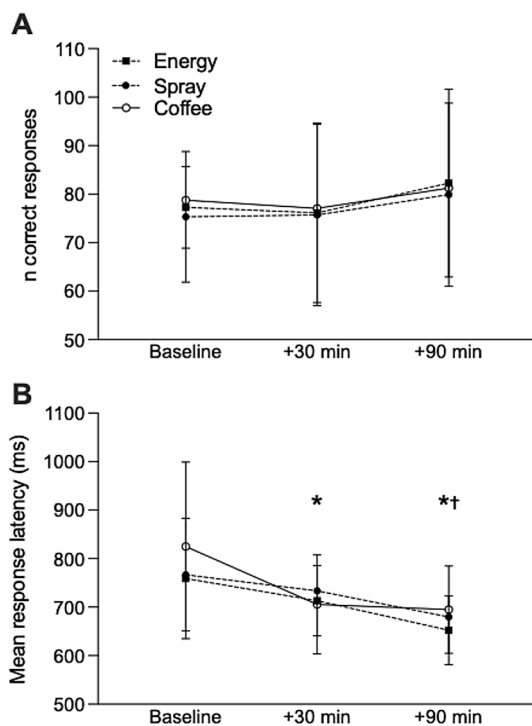 A
110
100
90
80
70
60
50
n correct responses
Energy
Spray
Coffee
Baseline +30 min +90 min
B
1100
1000
900
800
700
600
500
Mean response latency (ms)
*
*†
Baseline +30 min +90 min